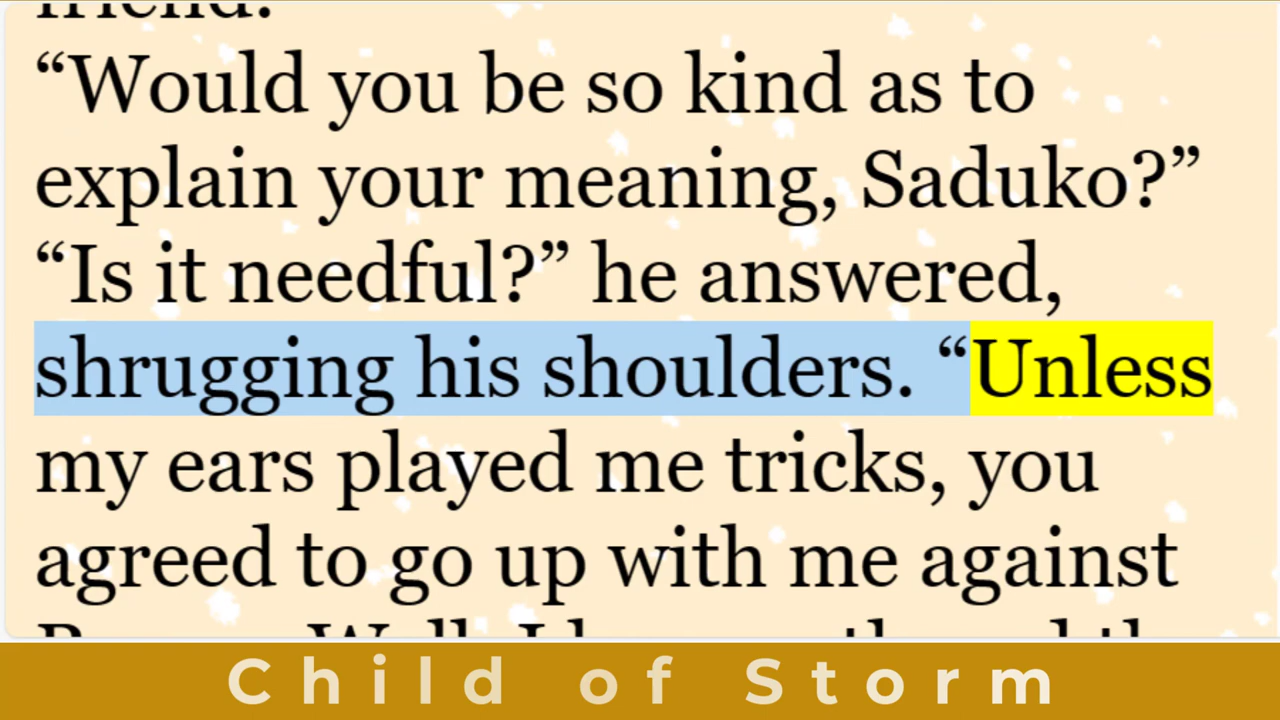 friend.
“Would you be so kind as to
explain your meaning, Saduko?”
“Is it needful?” he answered,
shrugging his shoulders. “Unless
my ears played me tricks, you
agreed to go up with me against
Child of Storm